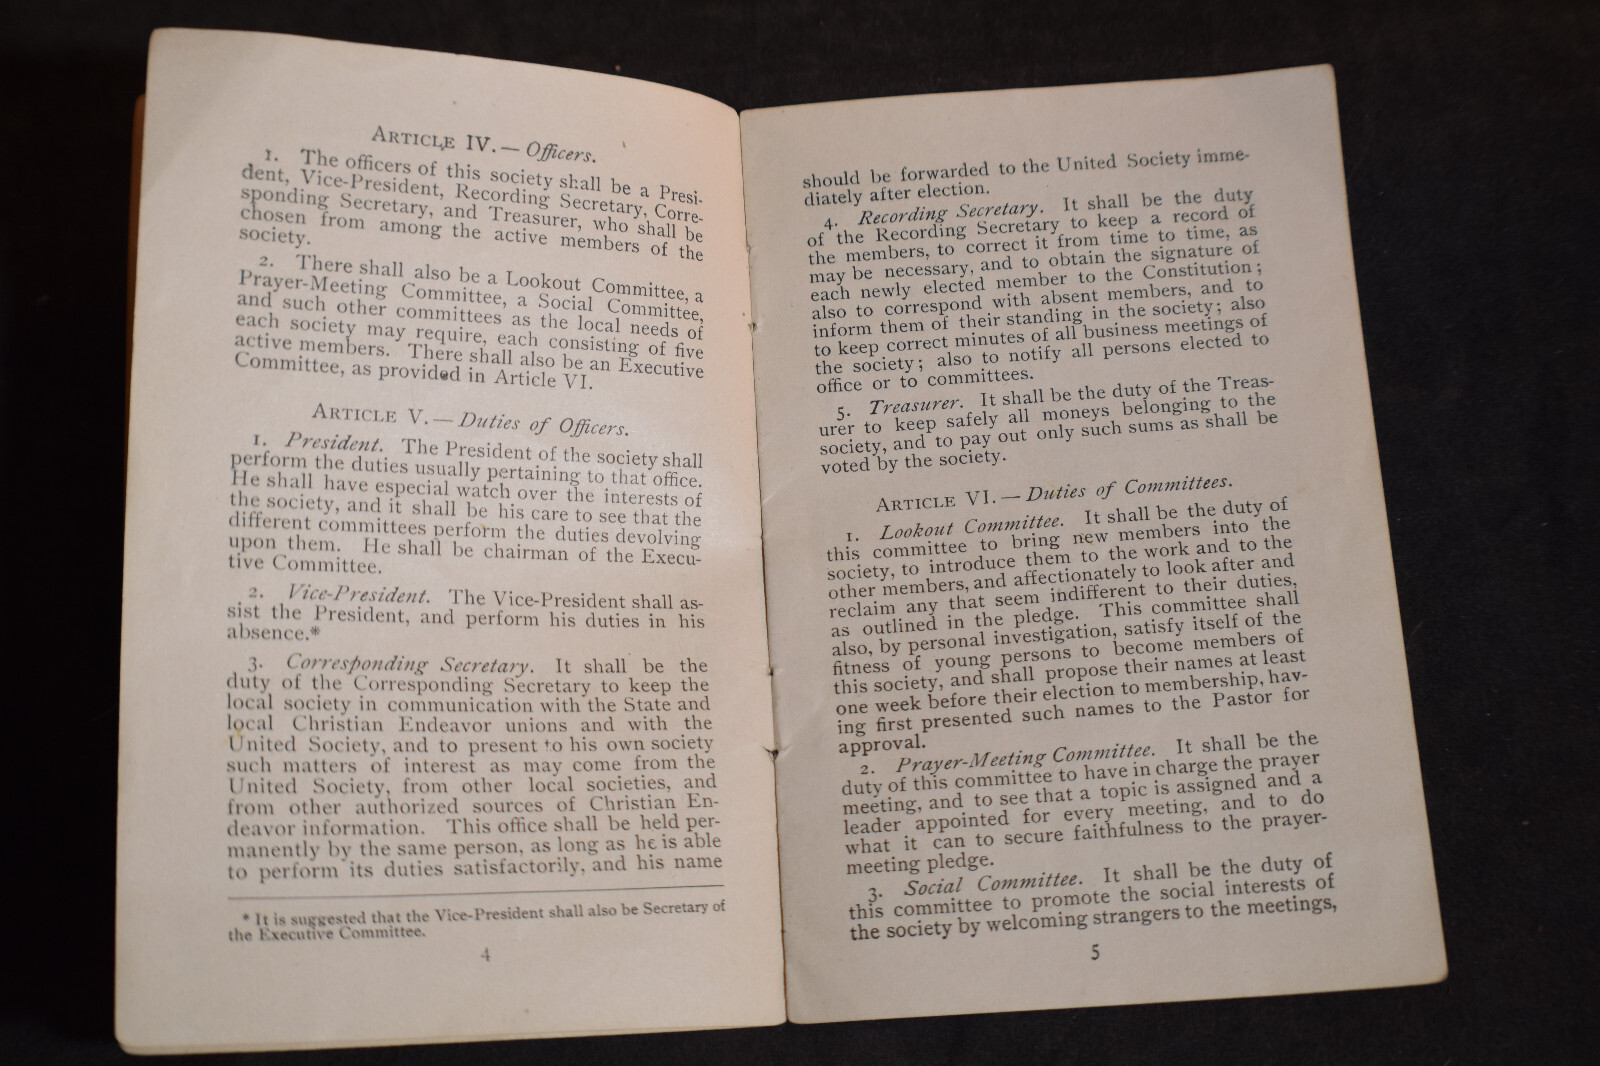 ARTICLE IV. — Officers.
1. The officers of this society shall be a Presi-
dent, Vice-President, Recording Secretary, Corre-
sponding Secretary, and Treasurer, who shall be
chosen from among the active members of the
society.
2. There shall also be a Lookout Committee, a
Prayer-Meeting Committee, a Social Committee,
and such other committees as the local needs of
each society may require, each consisting of five
active members. There shall also be an Executive
Committee, as provided in Article VI.
ARTICLE V. — Duties of Officers.
1. President. The President of the society shall
perform the duties usually pertaining to that office.
He shall have especial watch over the interests of
the society, and it shall be his care to see that the
different committees perform the duties devolving
upon them. He shall be chairman of the Execu-
tive Committee.
2. Vice-President. The Vice-President shall as-
sist the President, and perform his duties in his
absence.*
3. Corresponding Secretary. It shall be the
duty of the Corresponding Secretary to keep the
local society in communication with the State and
local Christian Endeavor unions and with the
United Society, and to present to his own society
such matters of interest as may come from the
United Society, from other local societies, and
from other authorized sources of Christian En-
deavor information. This office shall be held per-
manently by the same person, as long as he is able
to perform its duties satisfactorily, and his name
* It is suggested that the Vice-President shall also be Secretary of
the Executive Committee.
4
should be forwarded to the United Society imme-
diately after election.
4. Recording Secretary. It shall be the duty
of the Recording Secretary to keep a record of
the members, to correct it from time to time, as
may be necessary, and to obtain the signature of
each newly elected member to the Constitution;
also to correspond with absent members, and to
inform them of their standing in the society; also
to keep correct minutes of all business meetings of
the society; also to notify all persons elected to
office or to committees.
5. Treasurer. It shall be the duty of the Treas-
urer to keep safely all moneys belonging to the
society, and to pay out only such sums as shall be
voted by the society.
ARTICLE VI. — Duties of Committees.
1. Lookout Committee. It shall be the duty of
this committee to bring new members into the
society, to introduce them to the work and to the
other members, and affectionately to look after and
reclaim any that seem indifferent to their duties,
as outlined in the pledge. This committee shall
also, by personal investigation, satisfy itself of the
fitness of young persons to become members of
this society, and shall propose their names at least
one week before their election to membership, hav-
ing first presented such names to the Pastor for
approval.
2. Prayer-Meeting Committee. It shall be the
duty of this committee to have in charge the prayer
meeting, and to see that a topic is assigned and a
leader appointed for every meeting, and to do
what it can to secure faithfulness to the prayer-
meeting pledge.
3. Social Committee. It shall be the duty of
this committee to promote the social interests of
the society by welcoming strangers to the meetings,
5